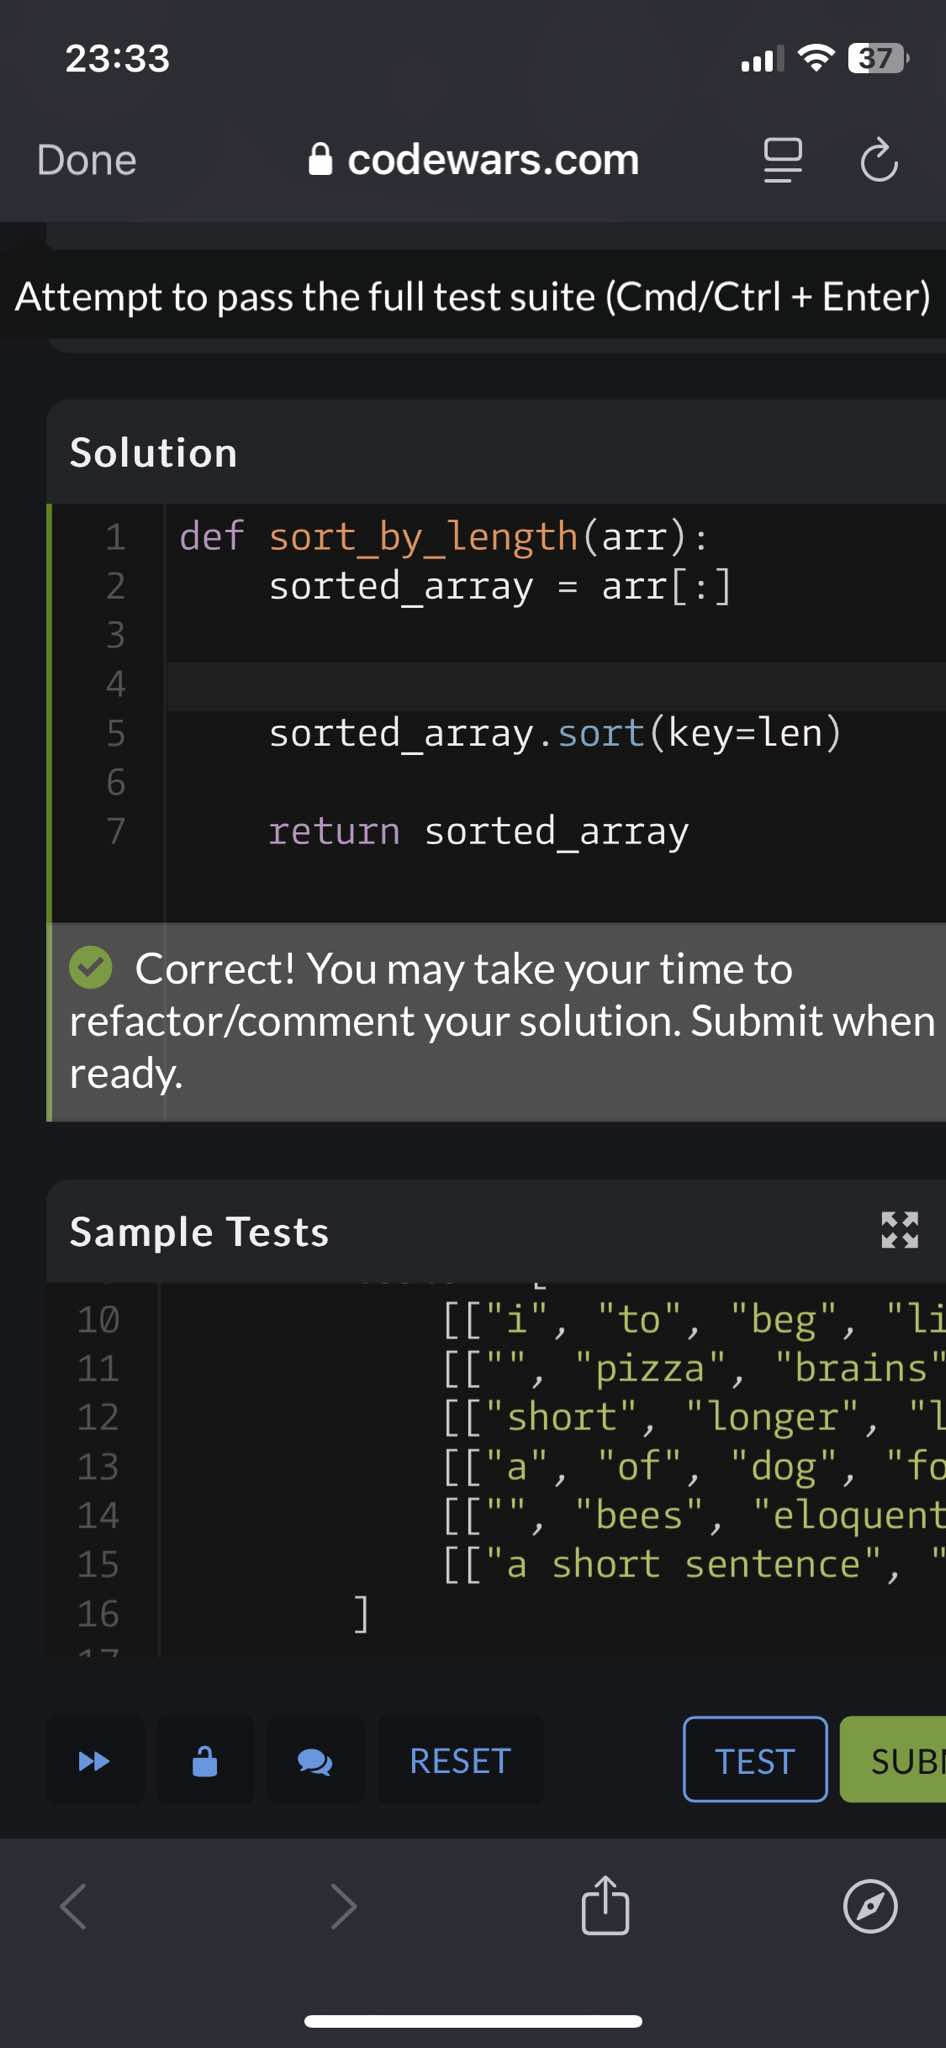 23:33
37
Done
codewars.com
Attempt to pass the full test suite (Cmd/Ctrl + Enter)
Solution
1 def sort_by_length(arr):
2     sorted_array = arr[:]
3
4
5     sorted_array.sort(key=len)
6
7     return sorted_array
Correct! You may take your time to
refactor/comment your solution. Submit when
ready.
Sample Tests
10 [["i", "to", "beg", "li
11 [["", "pizza", "brains"
12 [["short", "longer", "l
13 [["a", "of", "dog", "fo
14 [["", "bees", "eloquent
15 [["a short sentence", "
16 ]
17
RESET
TEST
SUB